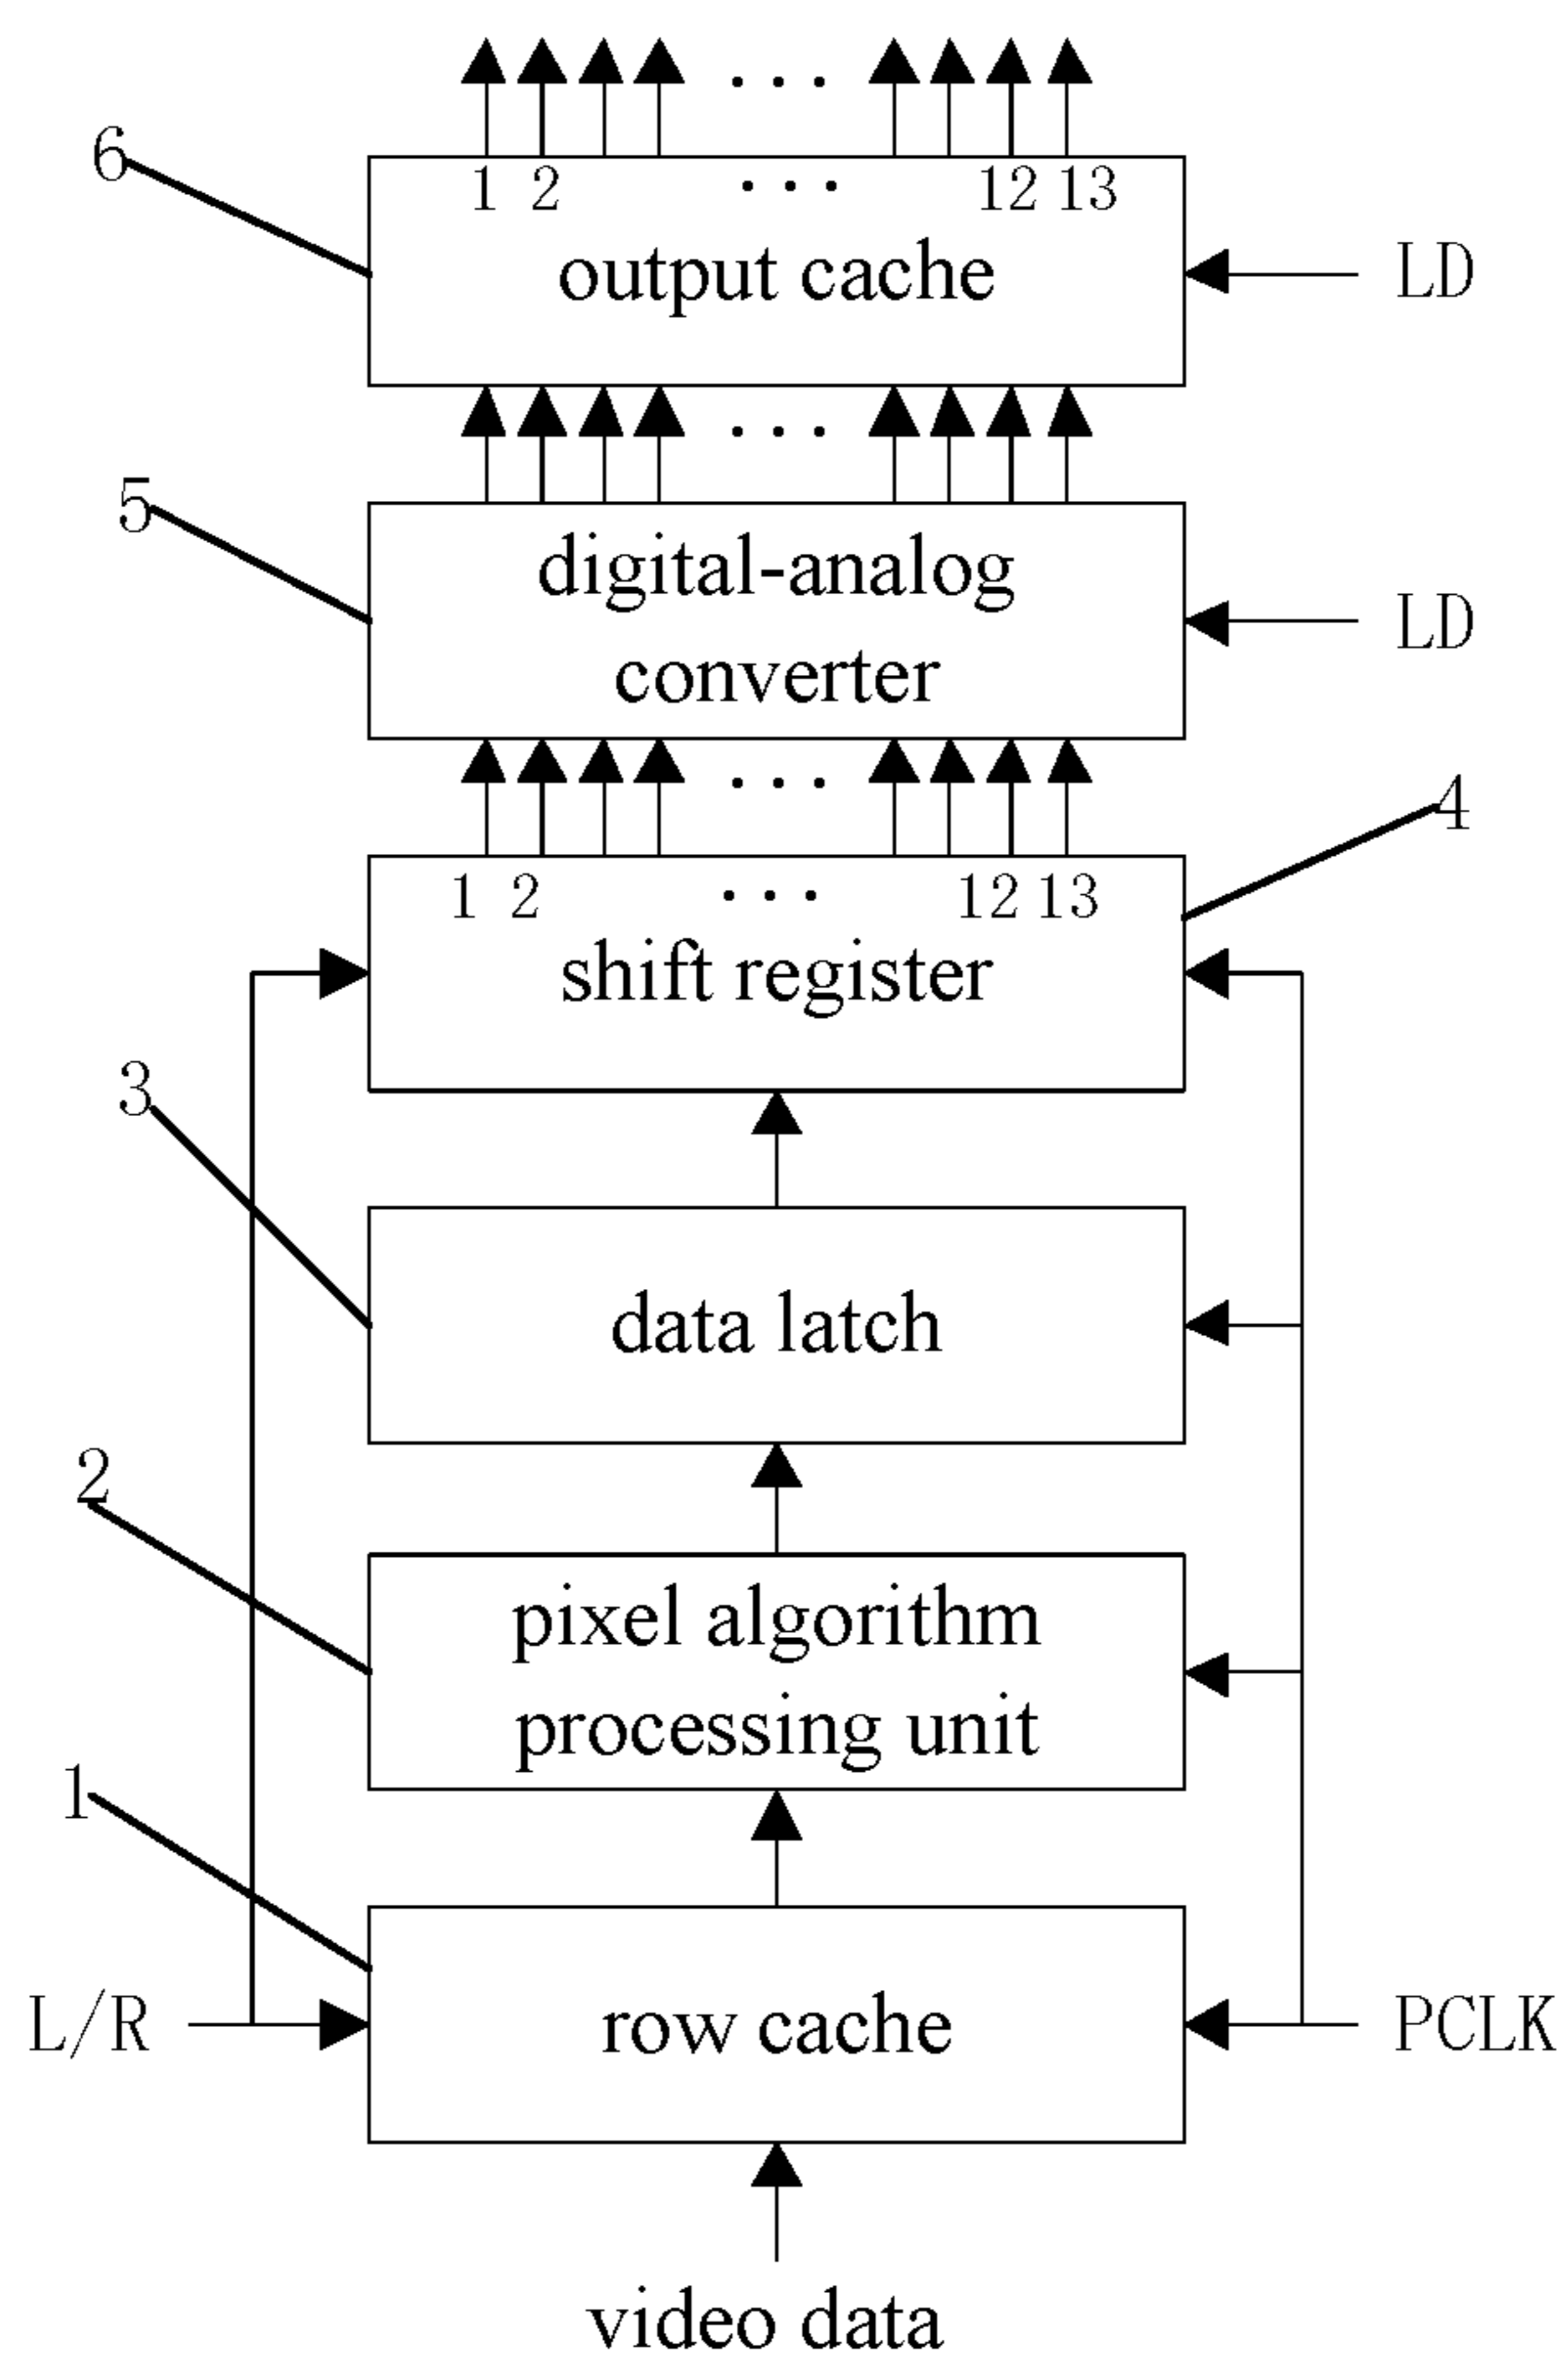 6
1 2 ... 12 13
output cache
LD
5
digital-analog
converter
LD
4
1 2 ... 12 13
shift register
3
data latch
2
pixel algorithm
processing unit
1
L/R
row cache
PCLK
video data